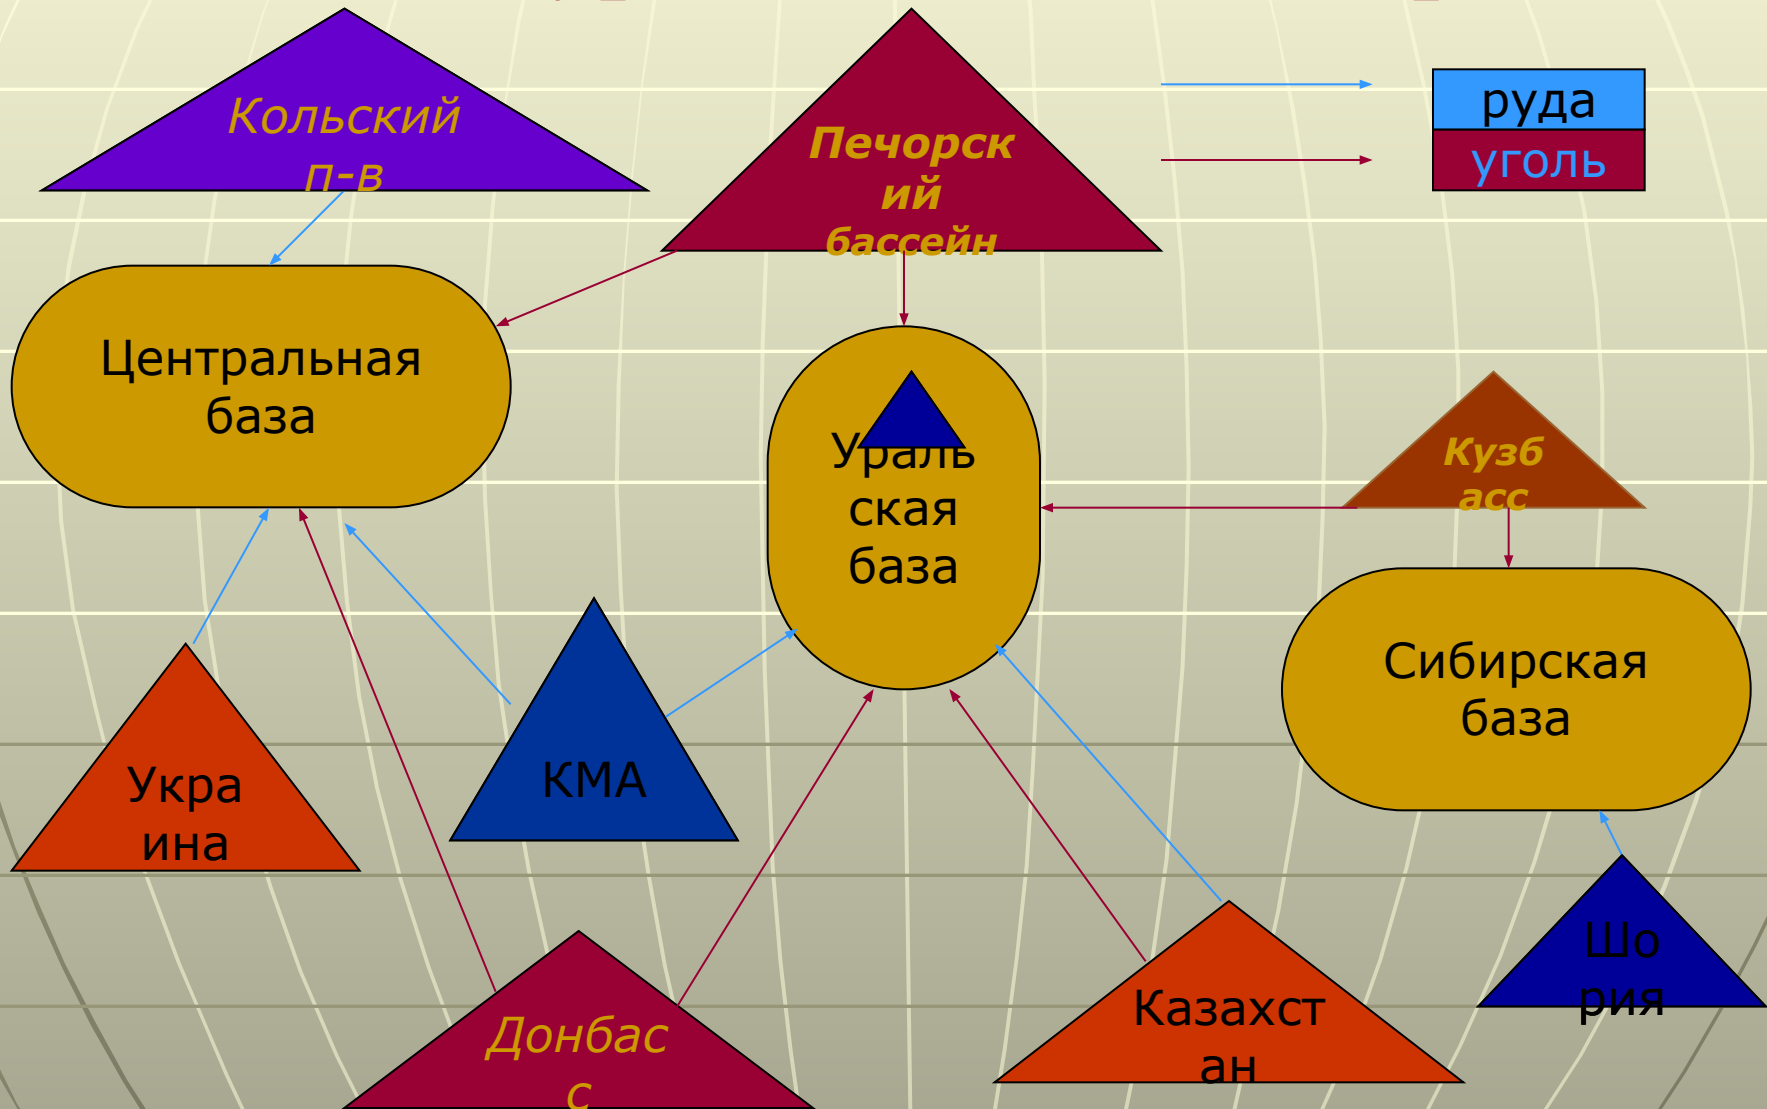 Кольский
п-в
Печорск
ий
бассейн
руда
уголь
Центральная
база
Ураль
ская
база
Кузб
асс
Сибирская
база
Укра
ина
КМА
Шо
рия
Донбас
с
Казахст
ан